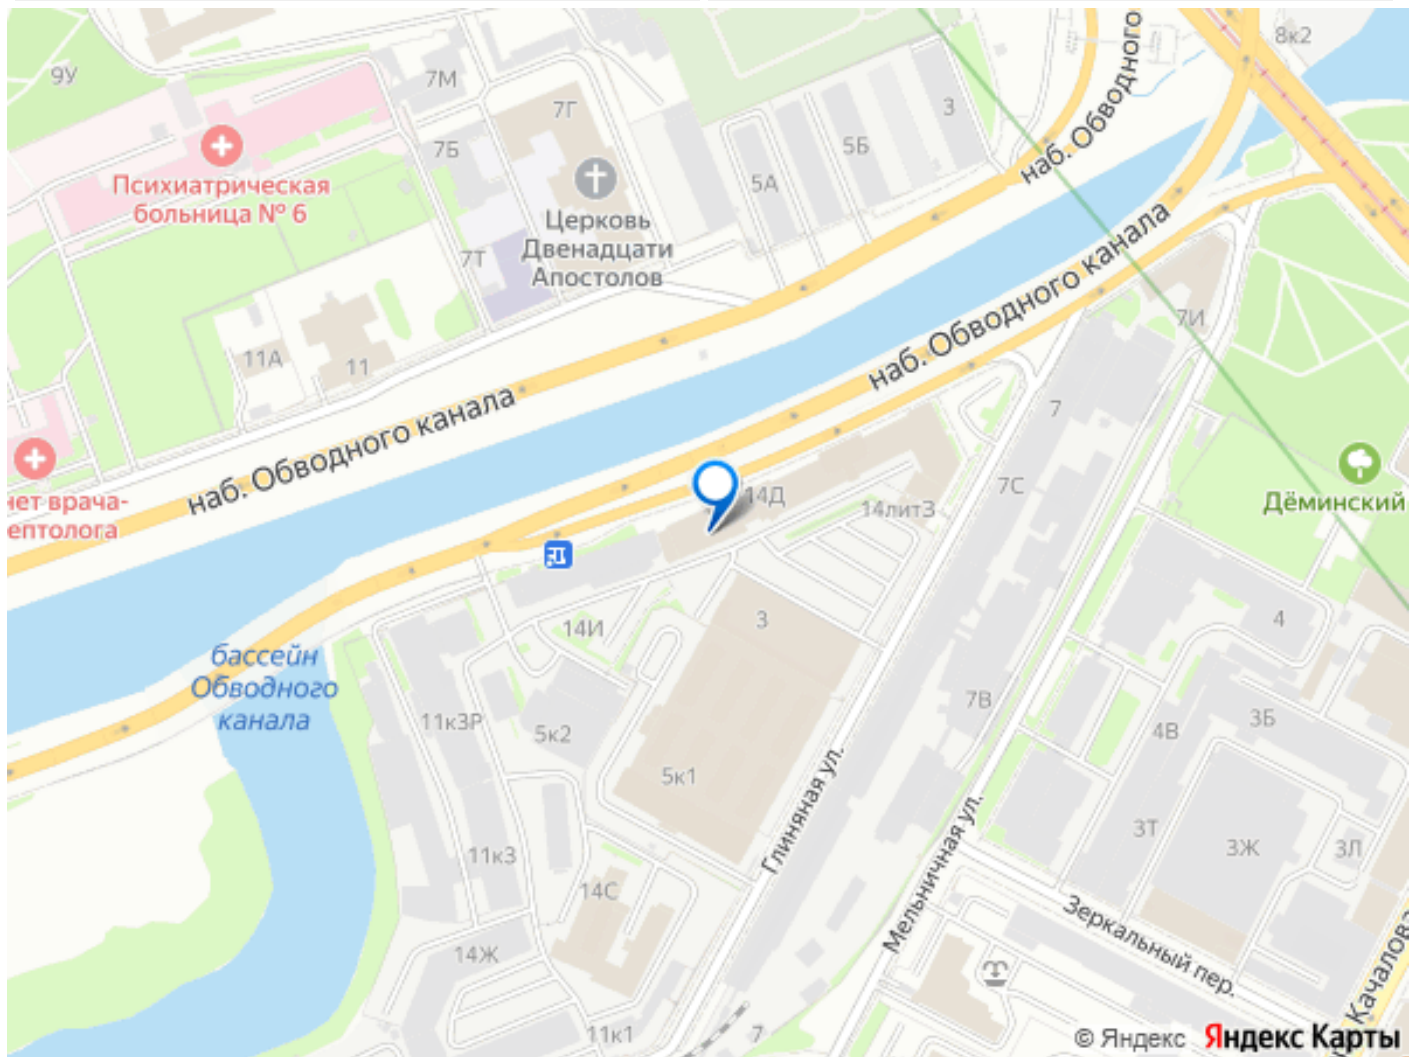 9У
7М
7Г
7Б
7Т
3
5Б
5А
8к2
наб. Обводного
Психиатрическая
больница № 6
Церковь
Двенадцати
Апостолов
11А
11
наб. Обводного канала
наб. Обводного канала
7И
7
7С
14Д
14литЗ
Дёминский
нет врача-
ептолога
14И
3
4
бассейн
Обводного
канала
11к3Р
5к2
5к1
7В
4В
3Б
3Т
3Ж
3Л
Глиняная ул.
Мельничная ул.
Зеркальный пер.
Качалова
11к3
14С
14Ж
11к1
7
© Яндекс Яндекс Карты